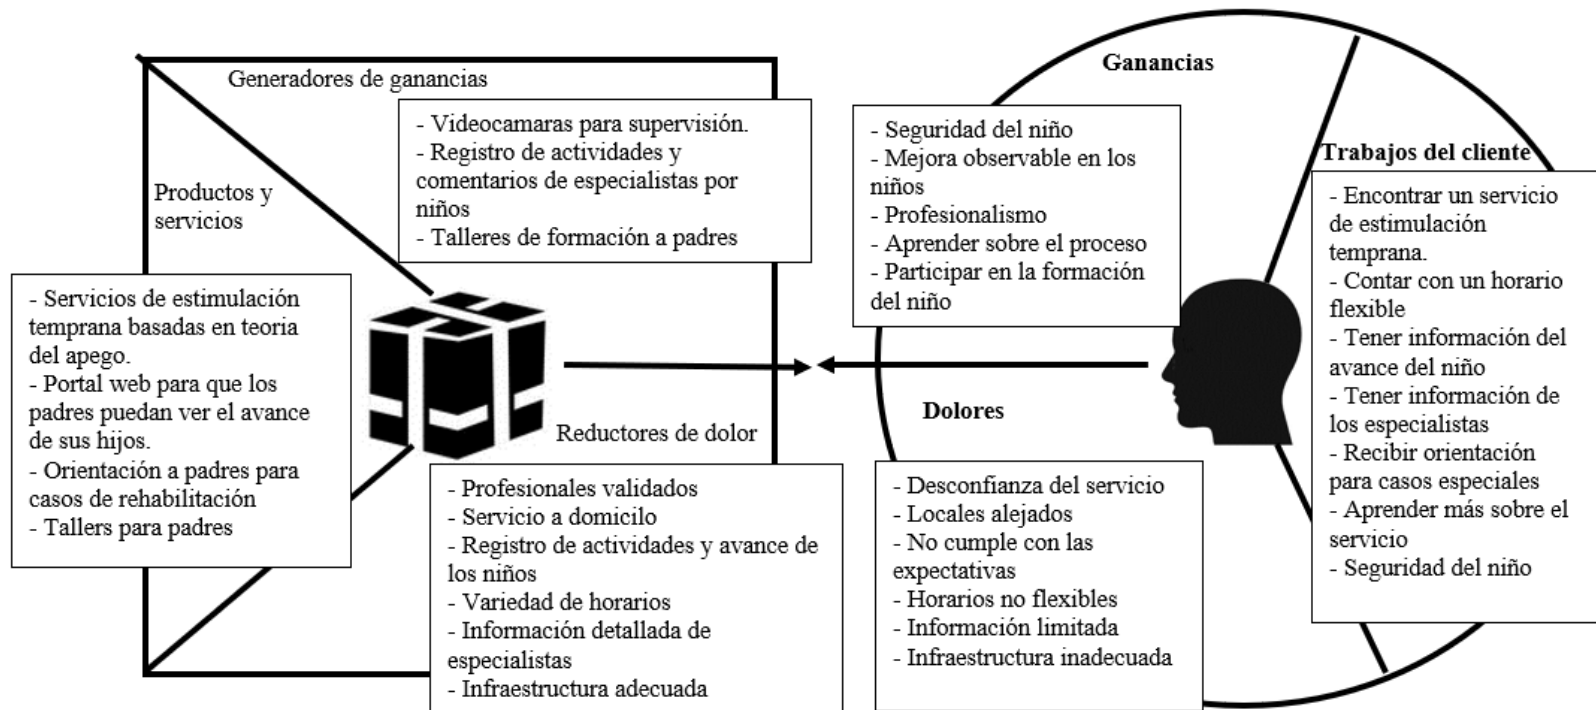 Generadores de ganancias
- Videocamaras para supervisión.
- Registro de actividades y
comentarios de especialistas por
niños
- Talleres de formación a padres
Productos y
servicios
- Servicios de estimulación
temprana basadas en teoria
del apego.
- Portal web para que los
padres puedan ver el avance
de sus hijos.
- Orientación a padres para
casos de rehabilitación
- Tallers para padres
Reductores de dolor
- Profesionales validados
- Servicio a domicilo
- Registro de actividades y avance de
los niños
- Variedad de horarios
- Información detallada de
especialistas
- Infraestructura adecuada
Ganancias
- Seguridad del niño
- Mejora observable en los
niños
- Profesionalismo
- Aprender sobre el proceso
- Participar en la formación
del niño
Dolores
- Desconfianza del servicio
- Locales alejados
- No cumple con las
expectativas
- Horarios no flexibles
- Información limitada
- Infraestructura inadecuada
Trabajos del cliente
- Encontrar un servicio
de estimulación
temprana.
- Contar con un horario
flexible
- Tener información del
avance del niño
- Tener información de
los especialistas
- Recibir orientación
para casos especiales
- Aprender más sobre el
servicio
- Seguridad del niño